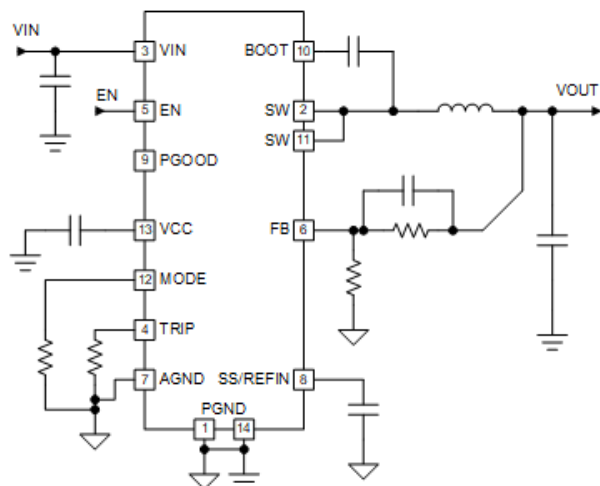 VIN
3 VIN
BOOT 10
EN
5 EN
SW 2
VOUT
SW 11
9 PGOOD
13 VCC
FB 6
12 MODE
4 TRIP
7 AGND
SS/REFIN 8
PGND
1 14